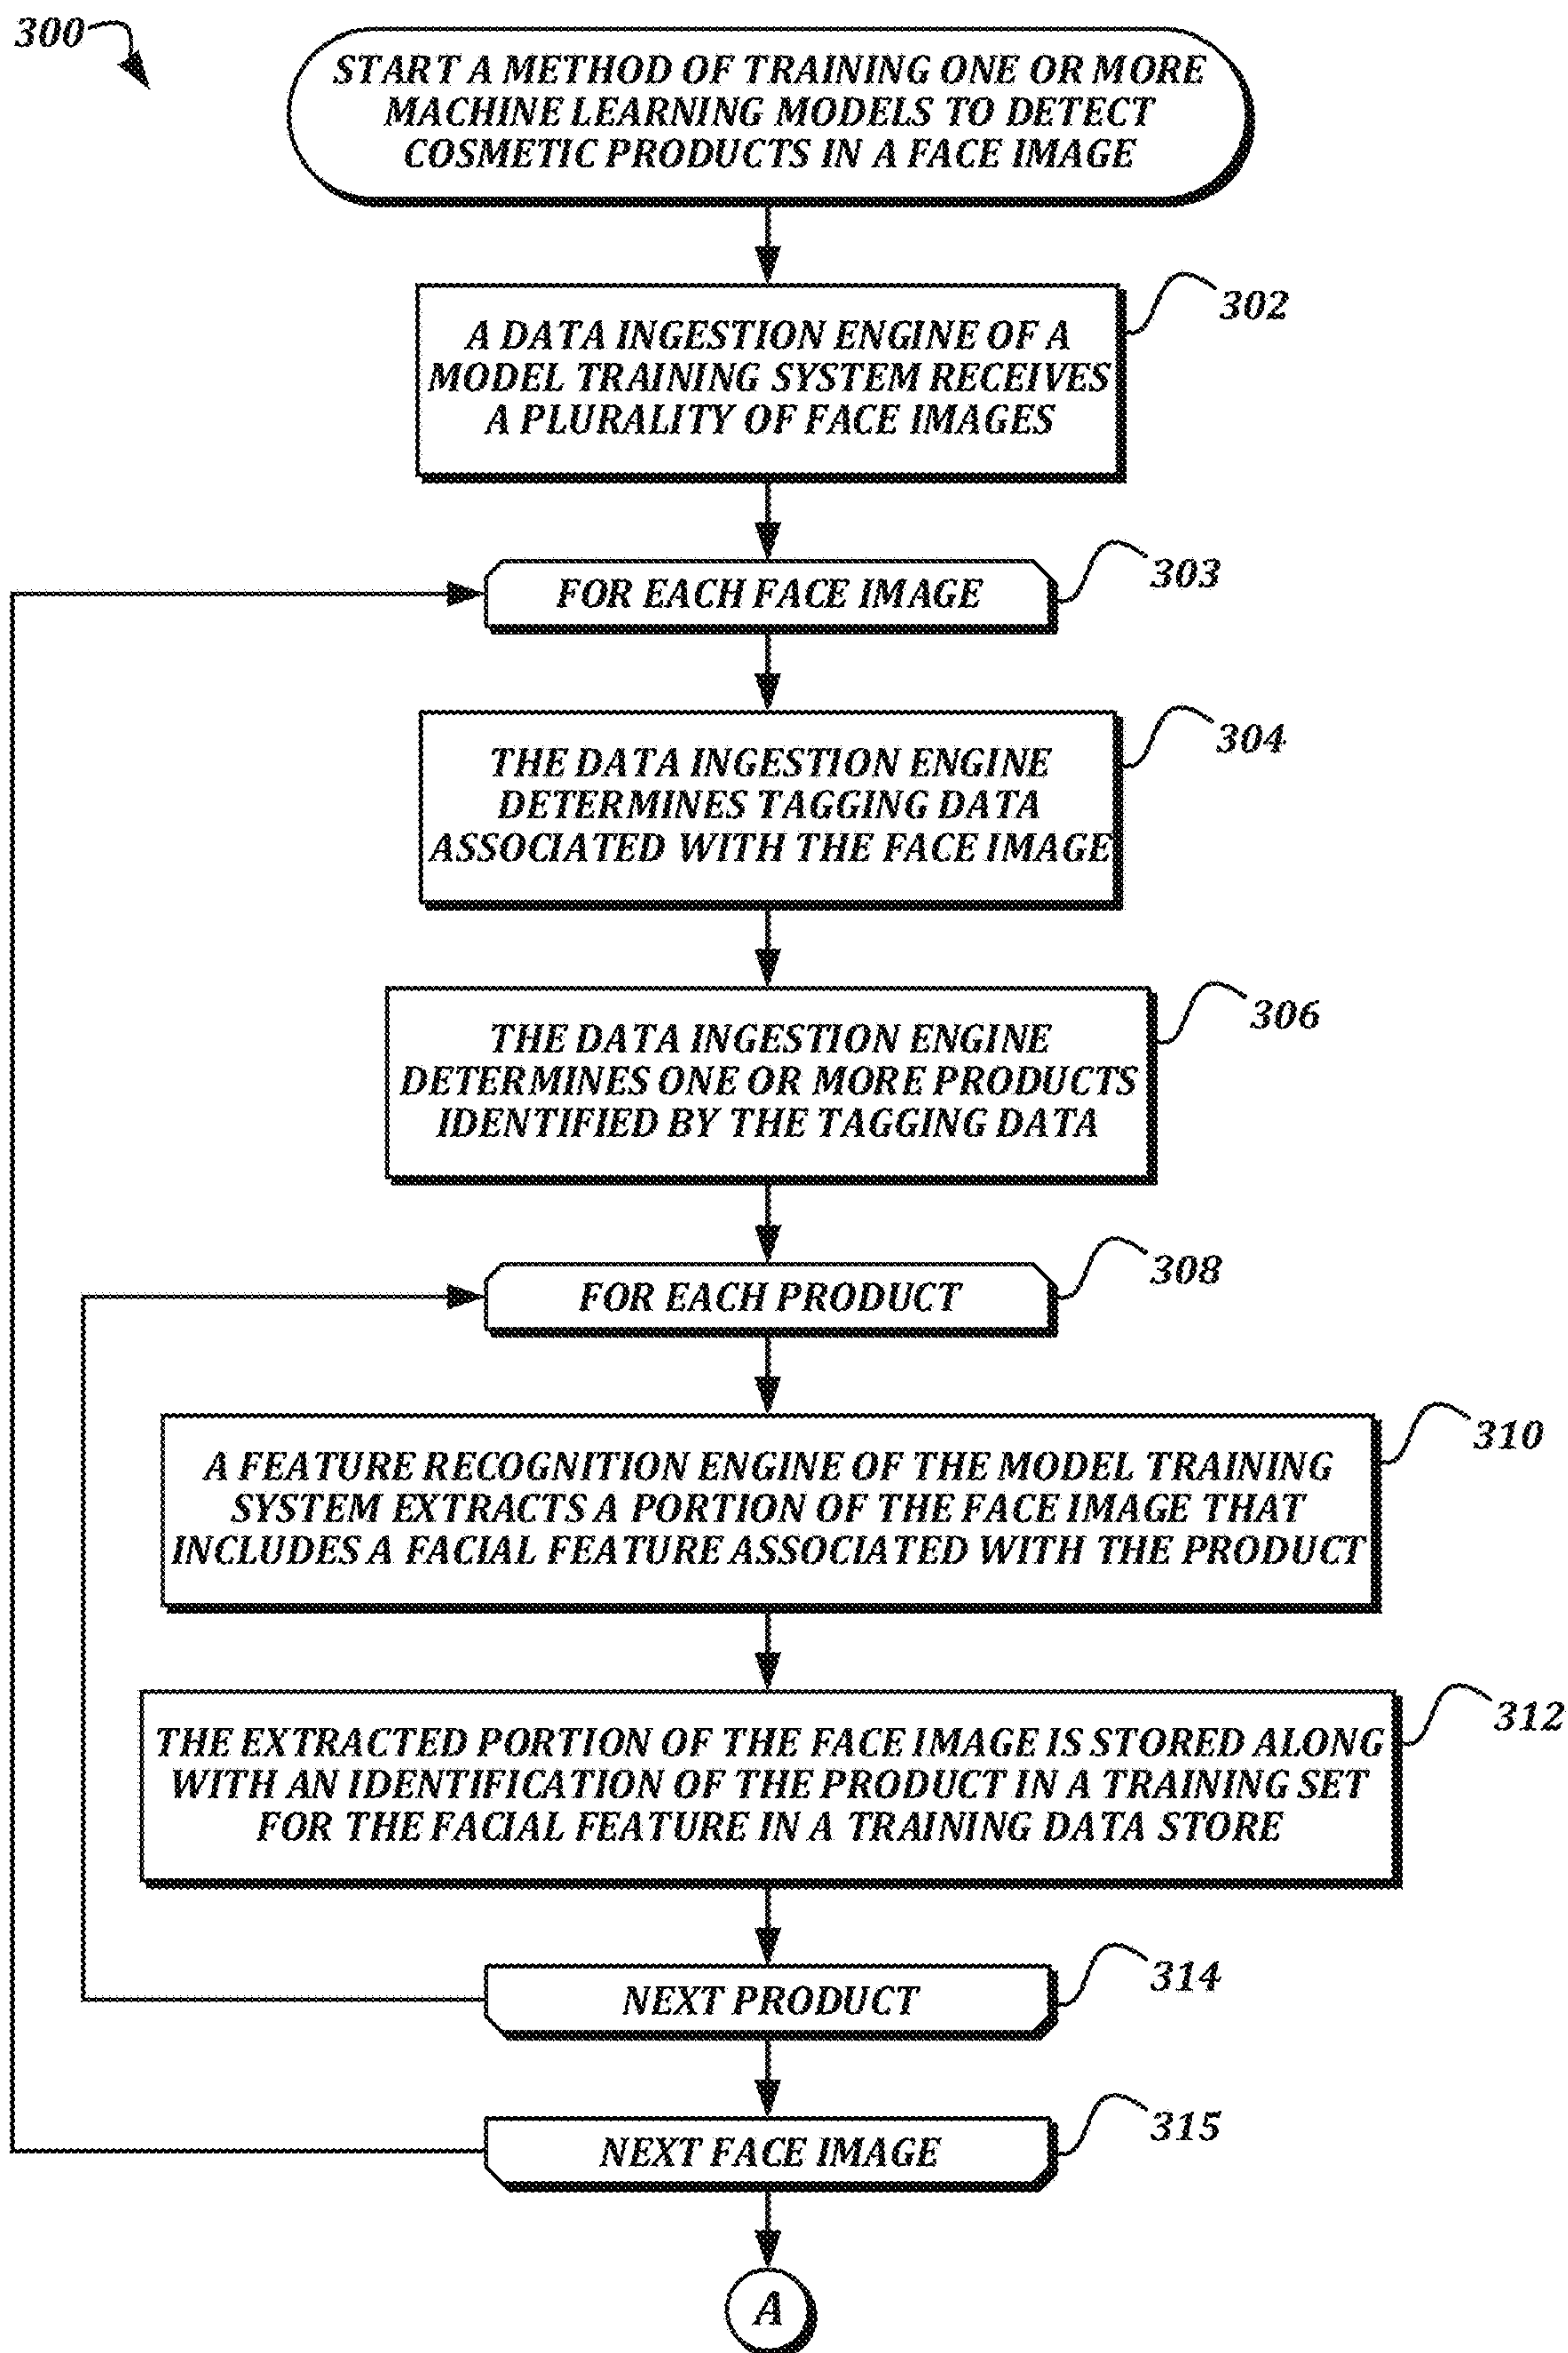 300
START A METHOD OF TRAINING ONE OR MORE
MACHINE LEARNING MODELS TO DETECT
COSMETIC PRODUCTS IN A FACE IMAGE
302
A DATA INGESTION ENGINE OF A
MODEL TRAINING SYSTEM RECEIVES
A PLURALITY OF FACE IMAGES
303
FOR EACH FACE IMAGE
304
THE DATA INGESTION ENGINE
DETERMINES TAGGING DATA
ASSOCIATED WITH THE FACE IMAGE
306
THE DATA INGESTION ENGINE
DETERMINES ONE OR MORE PRODUCTS
IDENTIFIED BY THE TAGGING DATA
308
FOR EACH PRODUCT
310
A FEATURE RECOGNITION ENGINE OF THE MODEL TRAINING
SYSTEM EXTRACTS A PORTION OF THE FACE IMAGE THAT
INCLUDES A FACIAL FEATURE ASSOCIATED WITH THE PRODUCT
312
THE EXTRACTED PORTION OF THE FACE IMAGE IS STORED ALONG
WITH AN IDENTIFICATION OF THE PRODUCT IN A TRAINING SET
FOR THE FACIAL FEATURE IN A TRAINING DATA STORE
314
NEXT PRODUCT
315
NEXT FACE IMAGE
A